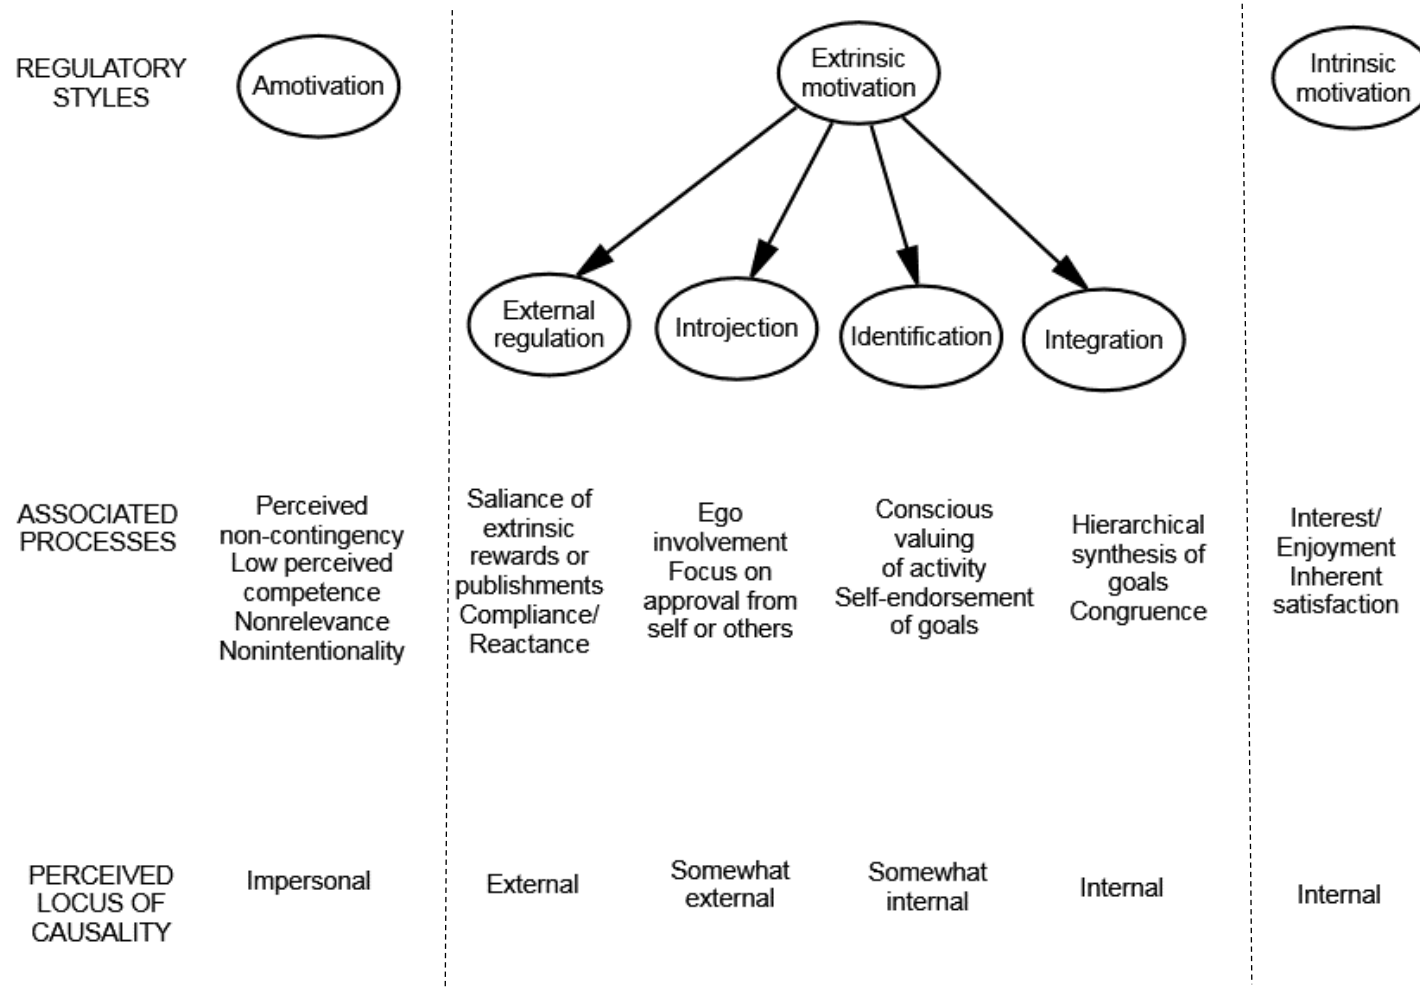 REGULATORY
STYLES
Amotivation
Extrinsic
motivation
Intrinsic
motivation
External
regulation
Introjection
Identification
Integration
ASSOCIATED
PROCESSES
Perceived
non-contingency
Low perceived
competence
Nonrelevance
Nonintentionality
Saliance of
extrinsic
rewards or
publishments
Compliance/
Reactance
Ego
involvement
Focus on
approval from
self or others
Conscious
valuing
of activity
Self-endorsement
of goals
Hierarchical
synthesis of
goals
Congruence
Interest/
Enjoyment
Inherent
satisfaction
PERCEIVED
LOCUS OF
CAUSALITY
Impersonal
External
Somewhat
external
Somewhat
internal
Internal
Internal